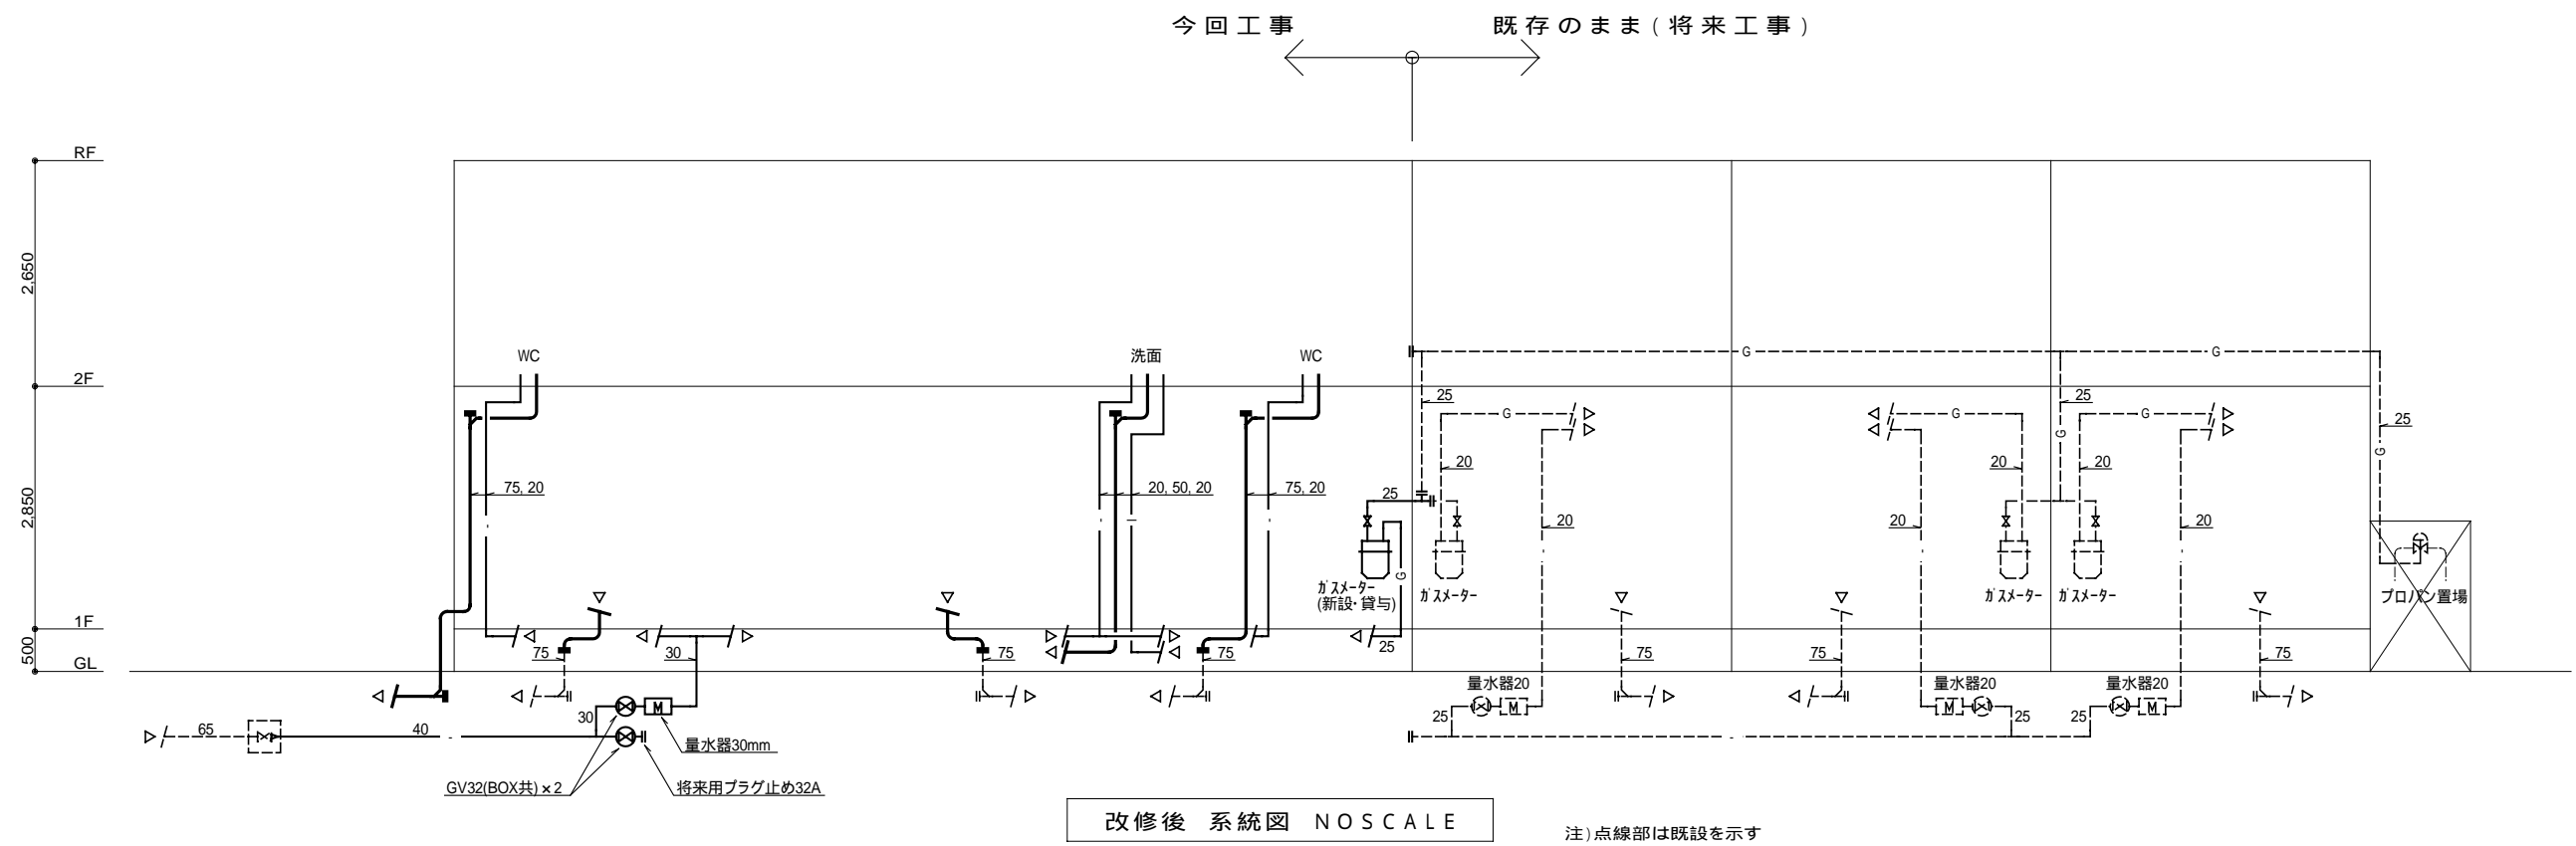 今回工事
既存のまま(将来工事)
RF
2,650
WC
洗面
WC
2F
G
G
25
25
25
G
G
G
20
20
20
G
G
2,850
75, 20
20, 50, 20
75, 20
25
20
20
20
ガスメーター
(新設・貸与)
G
ガスメーター
ガスメーター
ガスメーター
プロパン置場
1F
500
GL
75
30
75
75
25
75
75
75
量水器20
量水器20
量水器20
M
M
M
M
30
25
25
25
65
40
量水器30mm
GV32(BOX共)×2
将来用プラグ止め32A
改修後 系統図 NOSCALE
注)点線部は既設を示す